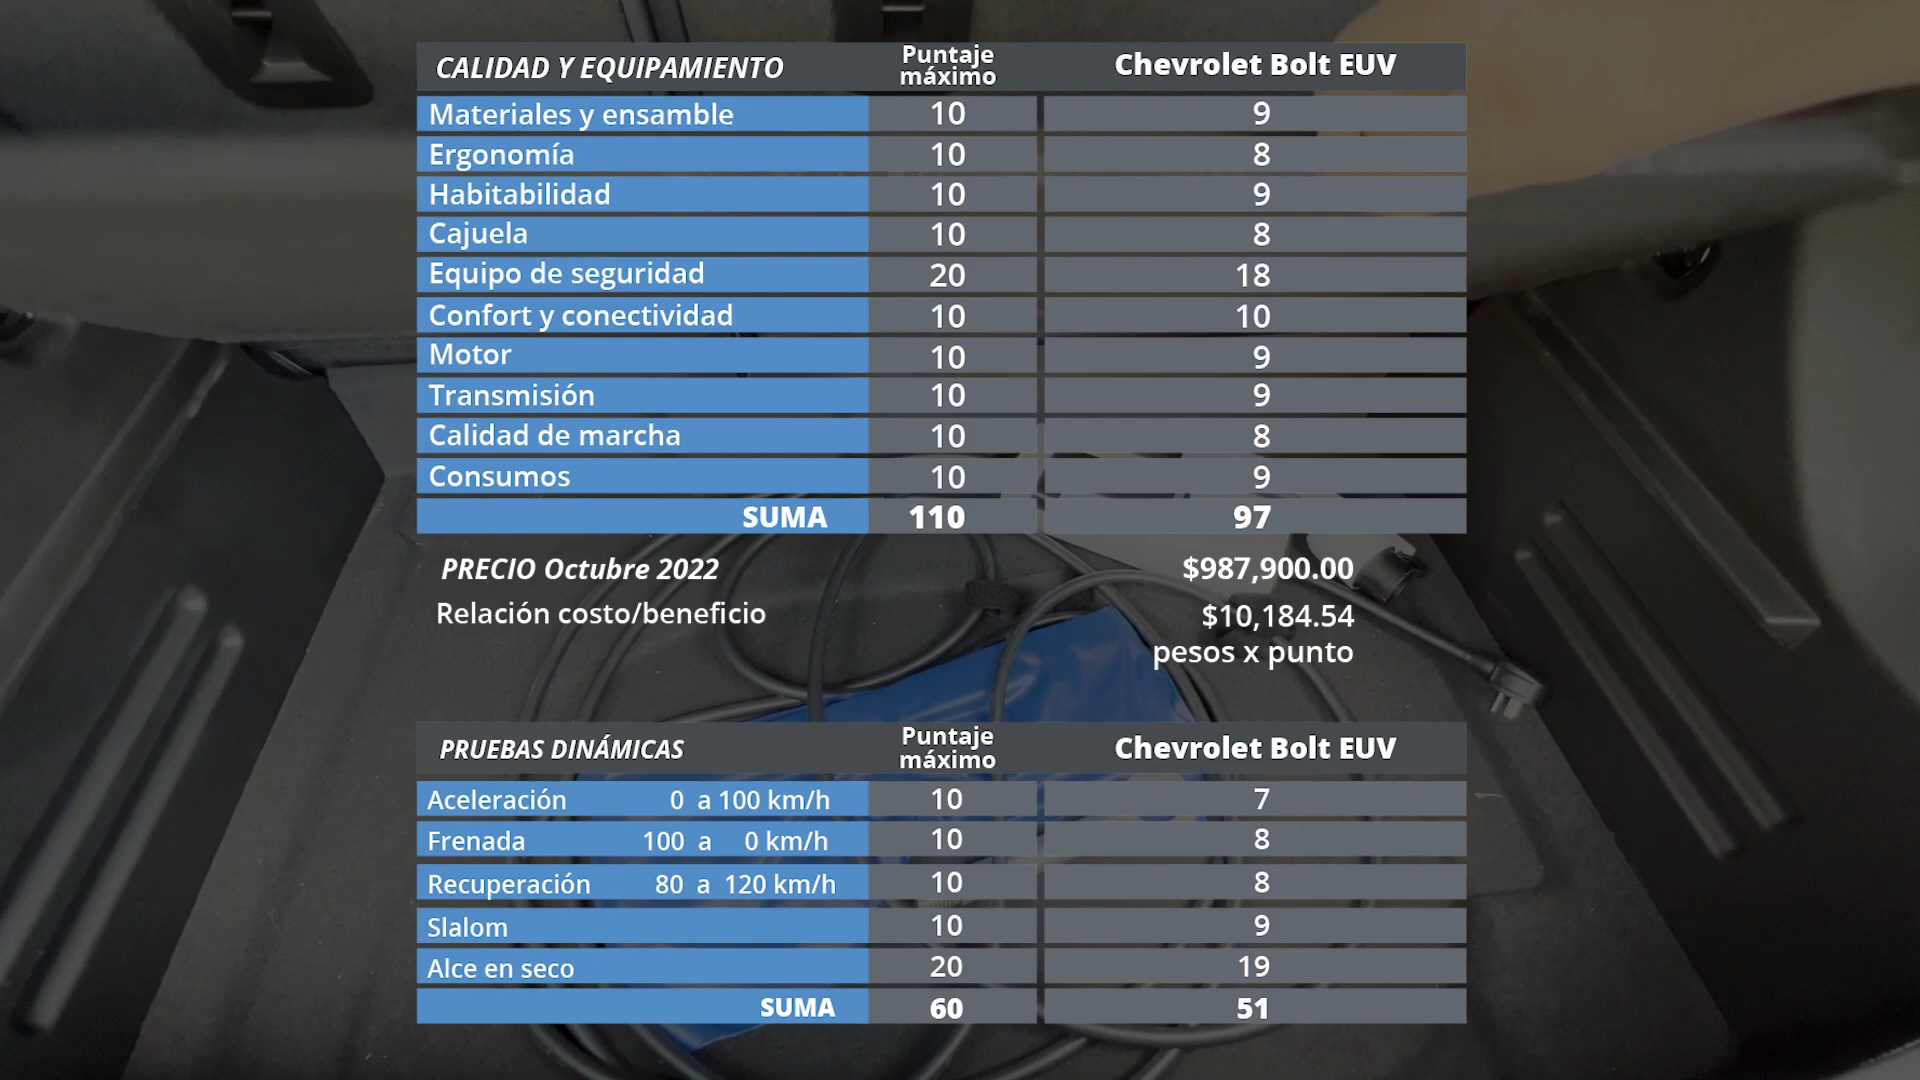 CALIDAD Y EQUIPAMIENTO Puntaje máximo Chevrolet Bolt EUV
Materiales y ensamble 10 9
Ergonomía 10 8
Habitabilidad 10 9
Cajuela 10 8
Equipo de seguridad 20 18
Confort y conectividad 10 10
Motor 10 9
Transmisión 10 9
Calidad de marcha 10 8
Consumos 10 9
SUMA 110 97
PRECIO Octubre 2022 $987,900.00
Relación costo/beneficio $10,184.54
pesos x punto
PRUEBAS DINÁMICAS Puntaje máximo Chevrolet Bolt EUV
Aceleración 0 a 100 km/h 10 7
Frenada 100 a 0 km/h 10 8
Recuperación 80 a 120 km/h 10 8
Slalom 10 9
Alce en seco 20 19
SUMA 60 51